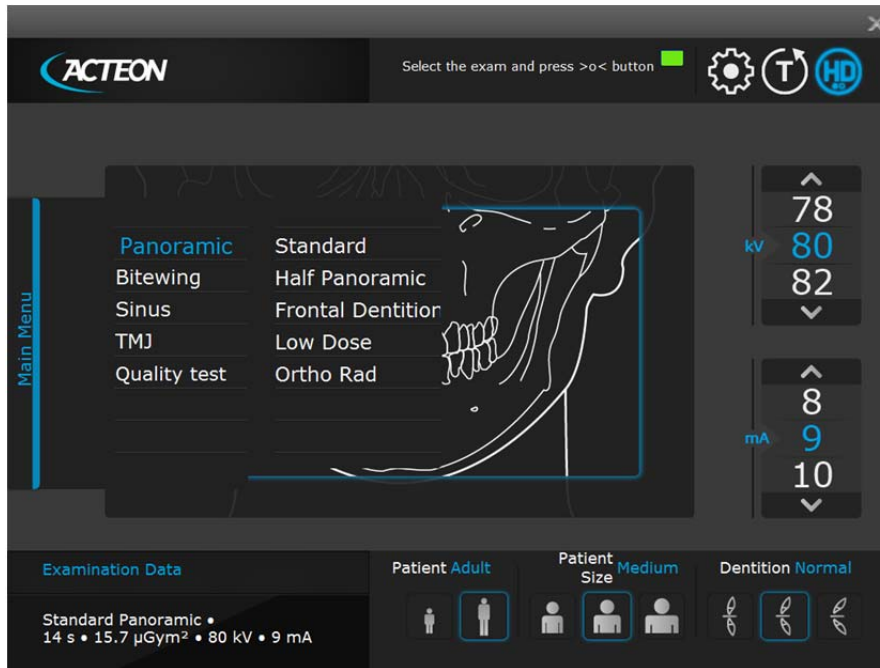 ACTEON
Select the exam and press >o< button
T
HD
Main Menu
Panoramic
Bitewing
Sinus
TMJ
Quality test
Standard
Half Panoramic
Frontal Dentition
Low Dose
Ortho Rad
kV
78
80
82
mA
8
9
10
Examination Data
Standard Panoramic •
14 s • 15.7 µGym² • 80 kV • 9 mA
Patient Adult
Patient
Size Medium
Dentition Normal